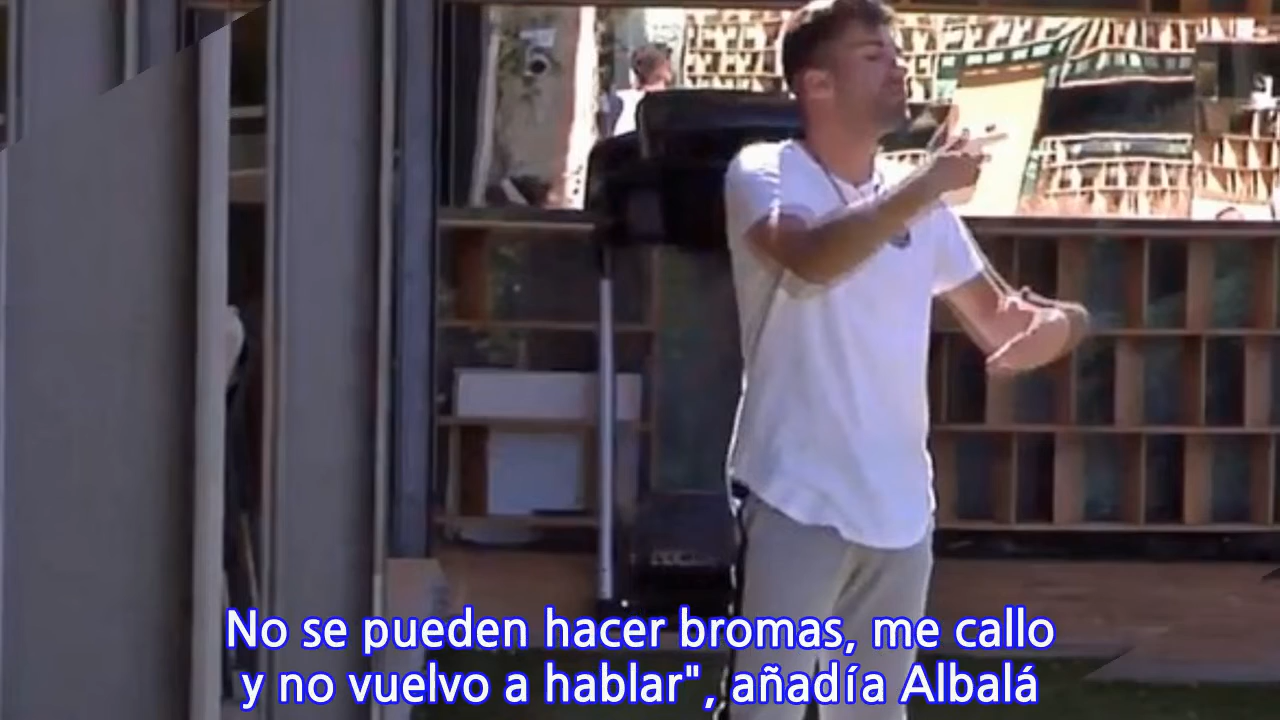 No se pueden hacer bromas, me callo
y no vuelvo a hablar", añadía Albalá